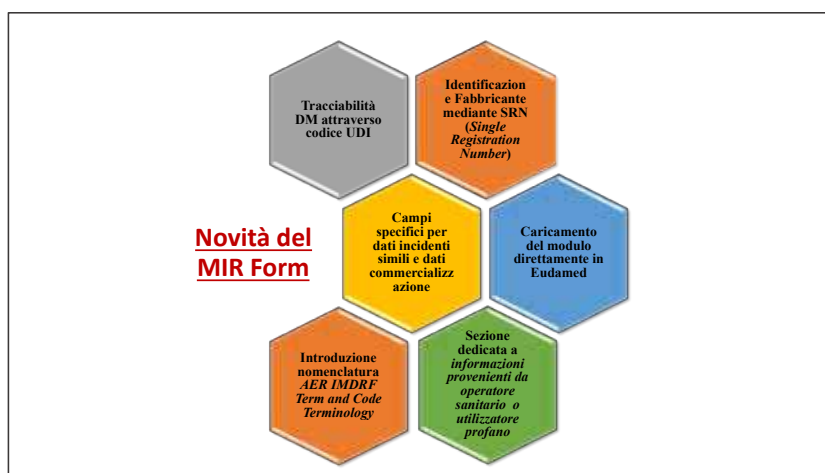 Tracciabilità
DM attraverso
codice UDI
Identificazion
e Fabbricante
mediante SRN
(Single
Registration
Number)
Novità del
MIR Form
Campi
specifici per
dati incidenti
simili e dati
commercializz
azione
Caricamento
del modulo
direttamente in
Eudamed
Introduzione
nomenclatura
AER IMDRF
Term and Code
Terminology
Sezione
dedicata a
informazioni
provenienti da
operatore
sanitario o
utilizzatore
profano